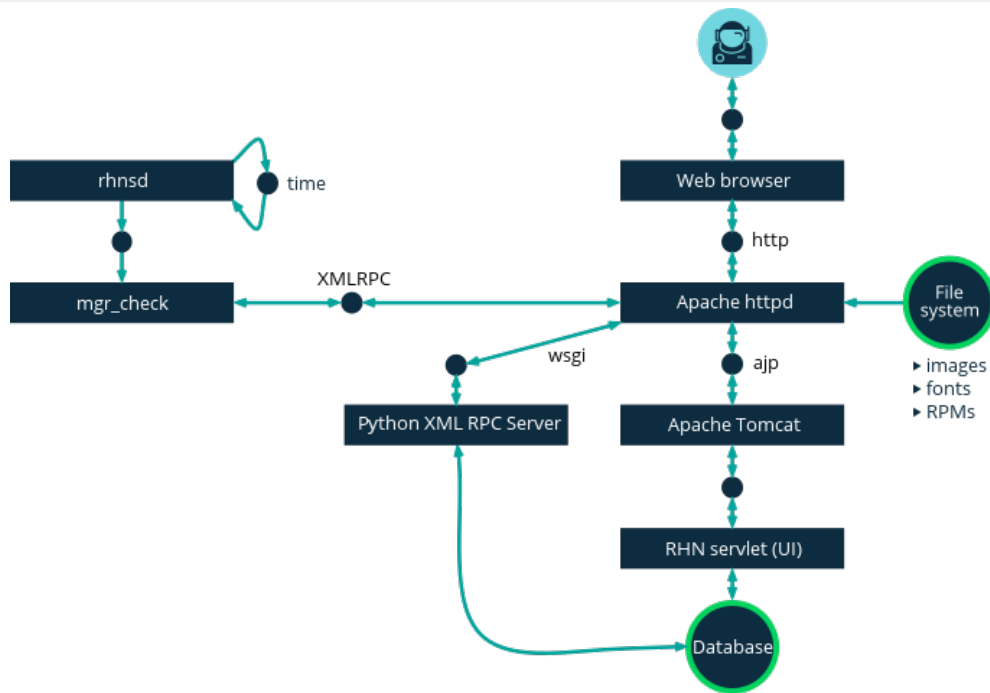 rhnsd
time
Web browser
http
XMLRPC
mgr_check
Apache httpd
File
system
wsgi
ajp
images
fonts
RPMs
Python XML RPC Server
Apache Tomcat
RHN servlet (UI)
Database